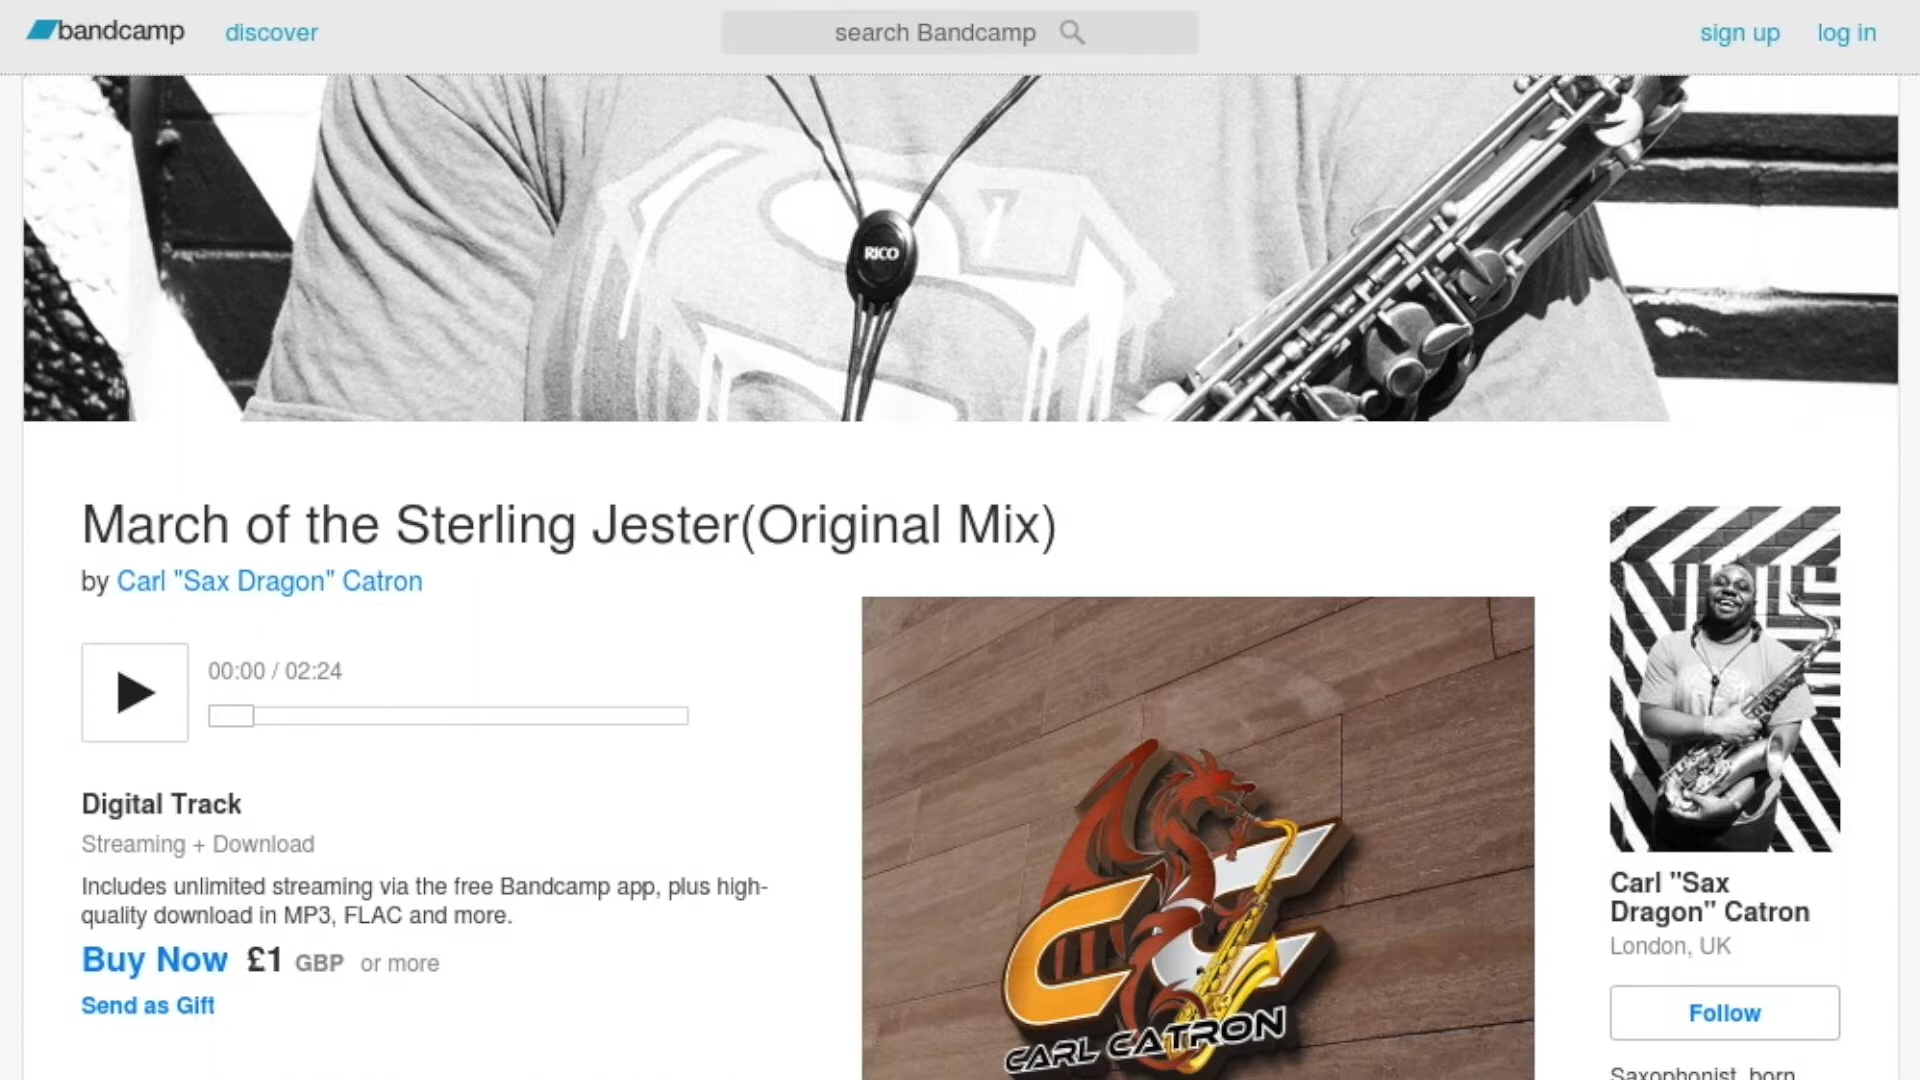 bandcamp
discover
search Bandcamp
sign up
log in
RICO
March of the Sterling Jester(Original Mix)
by Carl "Sax Dragon" Catron
00:00 / 02:24
Digital Track
Streaming + Download
Includes unlimited streaming via the free Bandcamp app, plus high-
quality download in MP3, FLAC and more.
Buy Now £1 GBP or more
Send as Gift
CC
CARL CATRON
Carl "Sax
Dragon" Catron
London, UK
Follow
Saxophonist, born